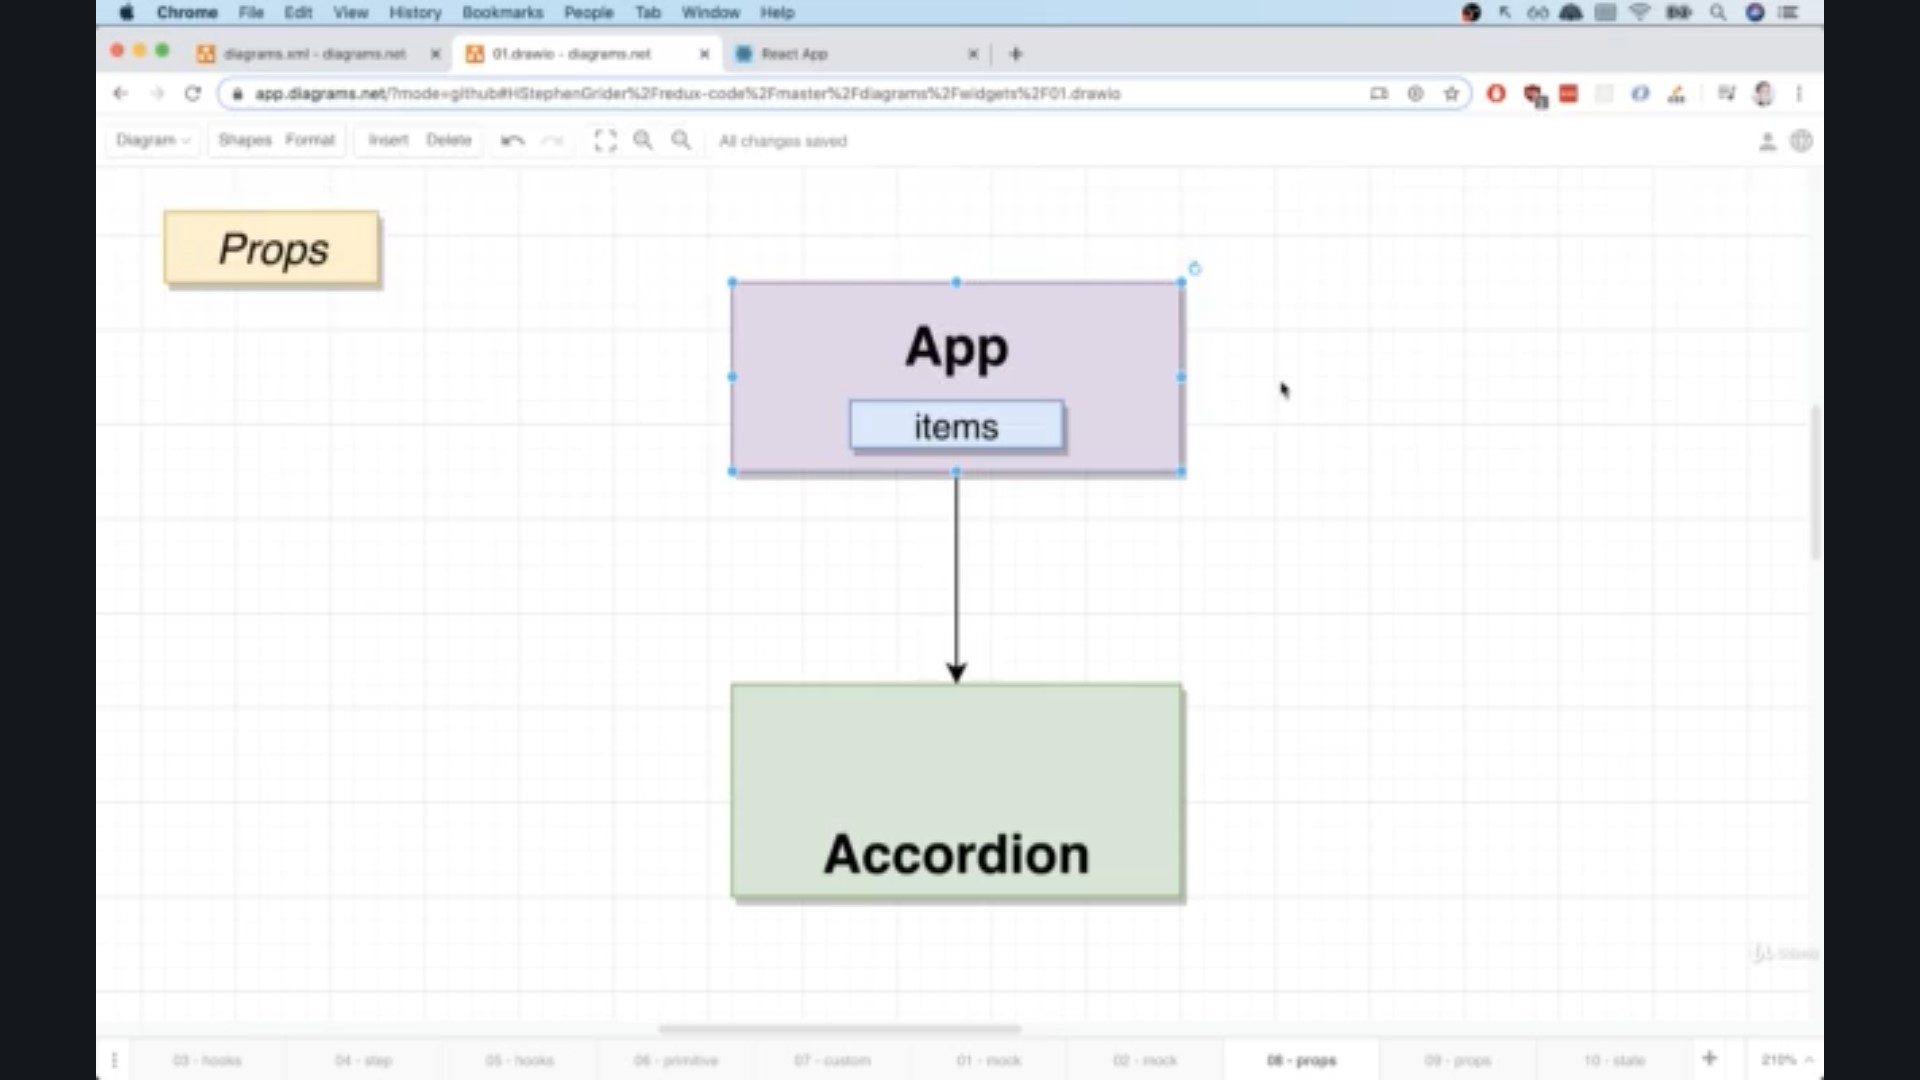 Chrome File Edit View History Bookmarks People Tab Window Help
diagrams.xml - diagrams.net 01.drawio - diagrams.net React App
app.diagrams.net/?mode=github#HStephenGrider%2Fredux-code%2Fmaster%2Fdiagrams%2Fwidgets%2F01.drawio
Diagram Shapes Format Insert Delete All changes saved
Props
App
items
Accordion
03 - hooks 04 - step 05 - hooks 06 - primitive 07 - custom 01 - mock 02 - mock 08 - props 09 - props 10 - state 210%